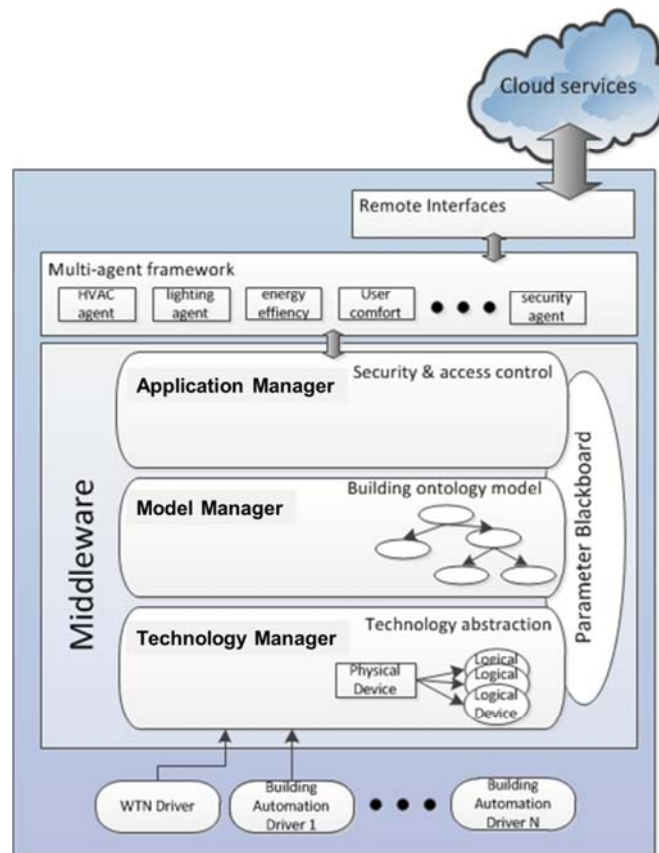 Cloud services
Remote Interfaces
Multi-agent framework
HVAC
agent
lighting
agent
energy
effiency
User
comfort
security
agent
Middleware
Application Manager
Security & access control
Model Manager
Building ontology model
Technology Manager
Technology abstraction
Physical
Device
Logical
Logical
Logical
Device
Parameter Blackboard
WTN Driver
Building
Automation
Driver 1
Building
Automation
Driver N